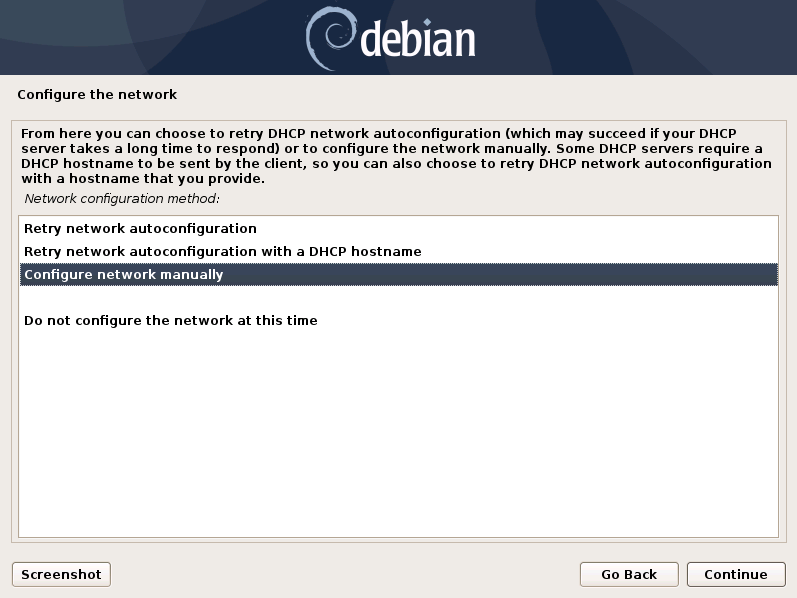 debian
Configure the network
From here you can choose to retry DHCP network autoconfiguration (which may succeed if your DHCP
server takes a long time to respond) or to configure the network manually. Some DHCP servers require a
DHCP hostname to be sent by the client, so you can also choose to retry DHCP network autoconfiguration
with a hostname that you provide.
Network configuration method:
Retry network autoconfiguration
Retry network autoconfiguration with a DHCP hostname
Configure network manually
Do not configure the network at this time
Screenshot
Go Back
Continue